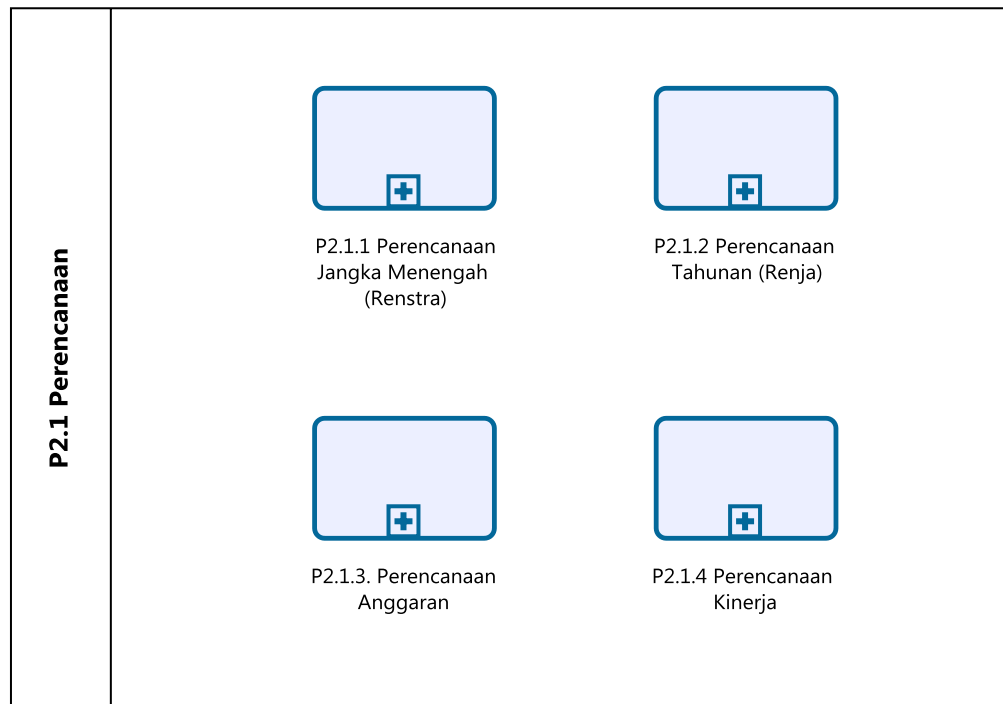 P2.1 Perencanaan
P2.1.1 Perencanaan
Jangka Menengah
(Renstra)
P2.1.2 Perencanaan
Tahunan (Renja)
P2.1.3. Perencanaan
Anggaran
P2.1.4 Perencanaan
Kinerja